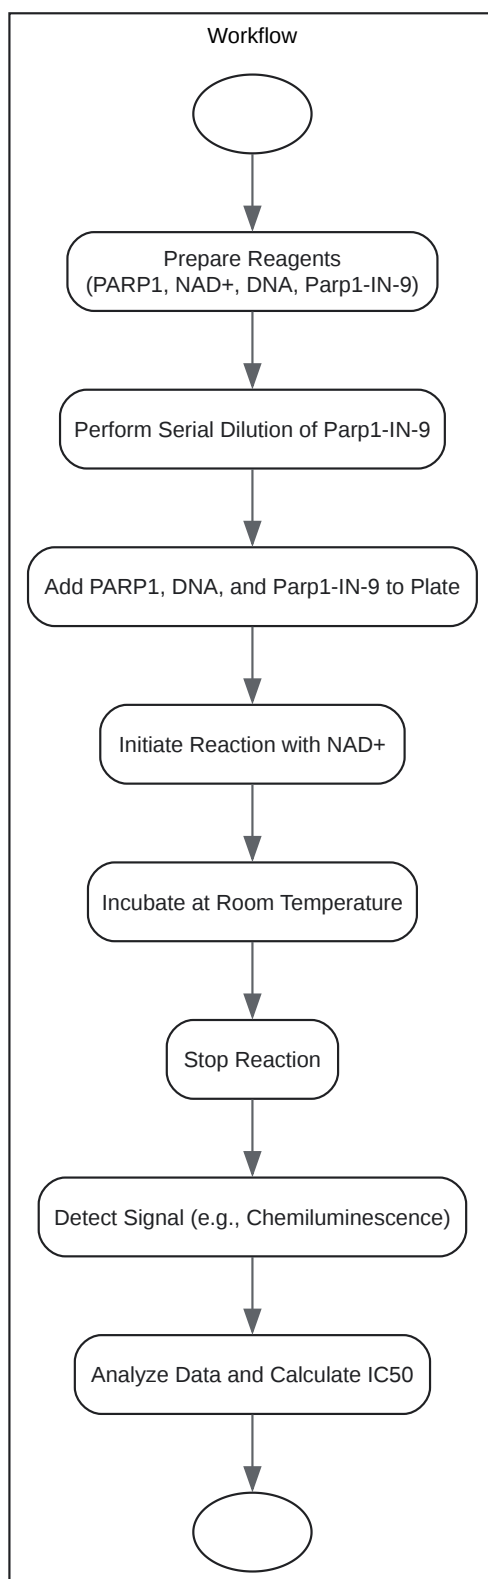 Workflow
Prepare Reagents
(PARP1, NAD+, DNA, Parp1-IN-9)
Perform Serial Dilution of Parp1-IN-9
Add PARP1, DNA, and Parp1-IN-9 to Plate
Initiate Reaction with NAD+
Incubate at Room Temperature
Stop Reaction
Detect Signal (e.g., Chemiluminescence)
Analyze Data and Calculate IC50